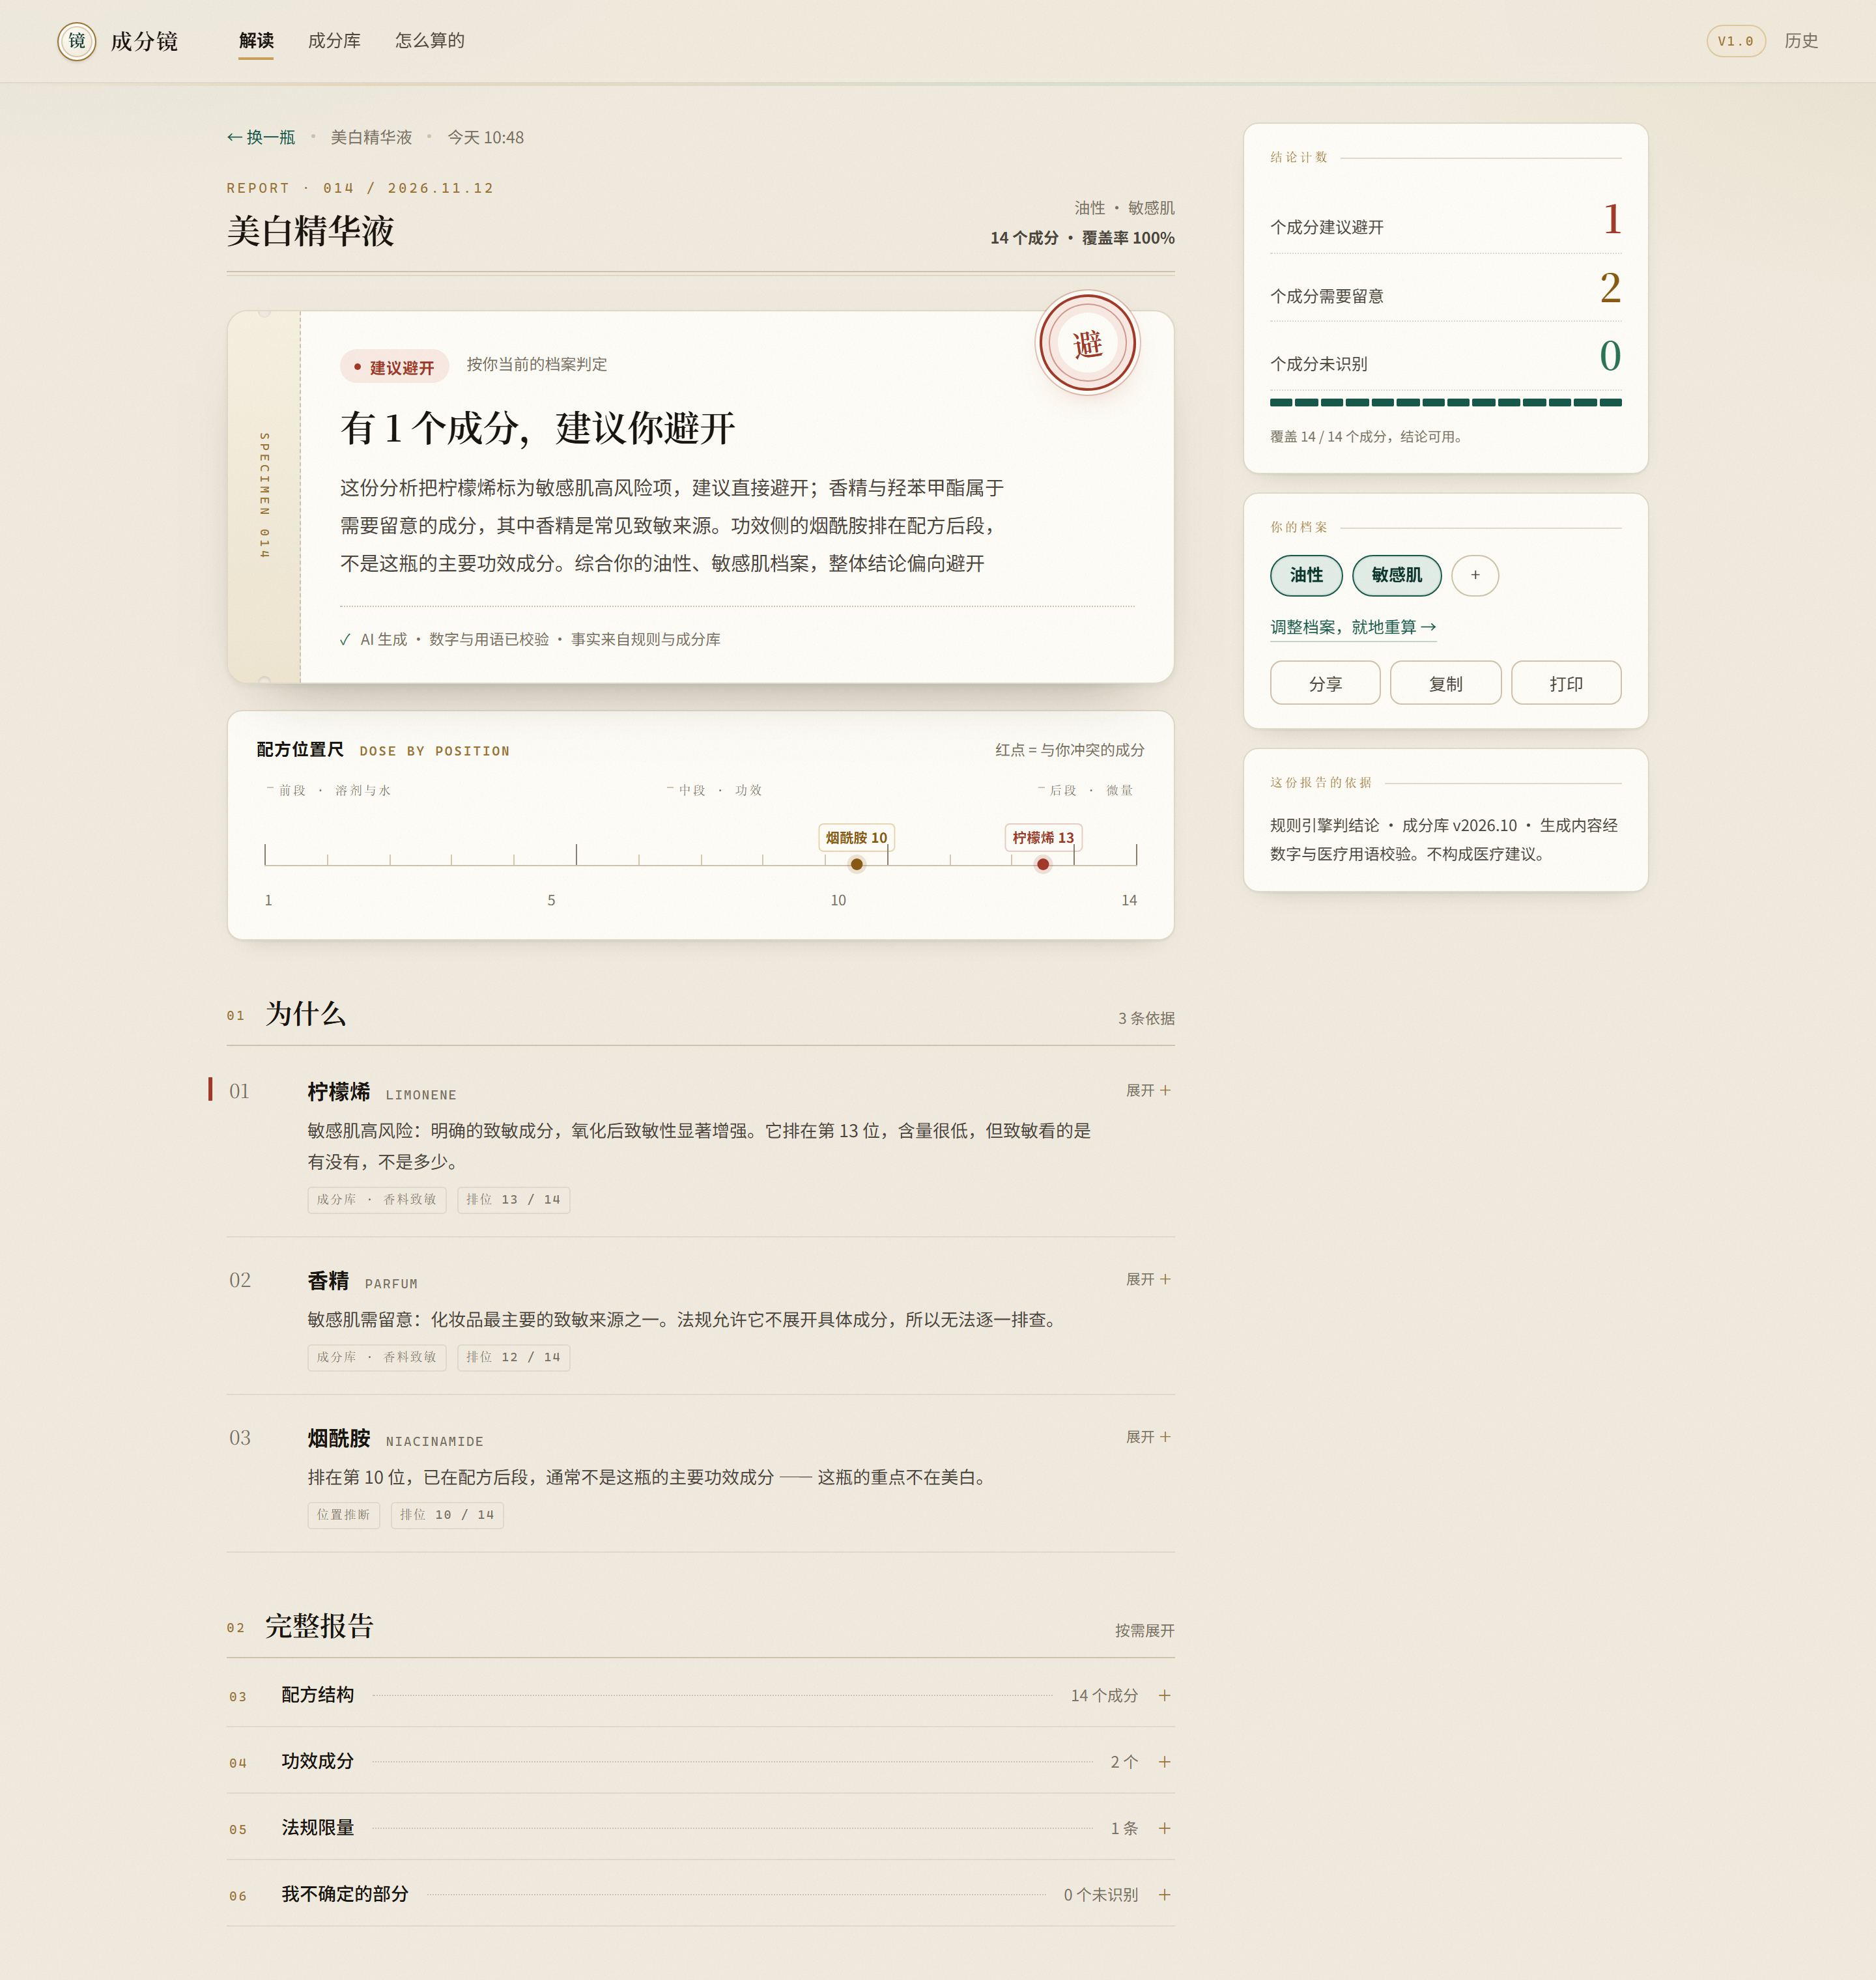 镜 成分镜 解读 成分库 怎么算的 V1.0 历史
← 换一瓶 • 美白精华液 • 今天 10:48
REPORT · 014 / 2026.11.12
美白精华液
油性 • 敏感肌
14 个成分 • 覆盖率 100%
SPECIMEN 014
避
建议避开 按你当前的档案判定
有 1 个成分，建议你避开
这份分析把柠檬烯标为敏感肌高风险项，建议直接避开；香精与羟苯甲酯属于
需要留意的成分，其中香精是常见致敏来源。功效侧的烟酰胺排在配方后段，
不是这瓶的主要功效成分。综合你的油性、敏感肌档案，整体结论偏向避开
✓ AI 生成 • 数字与用语已校验 • 事实来自规则与成分库
配方位置尺 DOSE BY POSITION 红点 = 与你冲突的成分
前段 · 溶剂与水 中段 · 功效 后段 · 微量
烟酰胺 10 柠檬烯 13
1 5 10 14
01 为什么 3 条依据
01 柠檬烯 LIMONENE 展开 +
敏感肌高风险：明确的致敏成分，氧化后致敏性显著增强。它排在第 13 位，含量很低，但致敏看的是
有没有，不是多少。
成分库 · 香料致敏 排位 13 / 14
02 香精 PARFUM 展开 +
敏感肌需留意：化妆品最主要的致敏来源之一。法规允许它不展开具体成分，所以无法逐一排查。
成分库 · 香料致敏 排位 12 / 14
03 烟酰胺 NIACINAMIDE 展开 +
排在第 10 位，已在配方后段，通常不是这瓶的主要功效成分 —— 这瓶的重点不在美白。
位置推断 排位 10 / 14
02 完整报告 按需展开
03 配方结构 14 个成分 +
04 功效成分 2 个 +
05 法规限量 1 条 +
06 我不确定的部分 0 个未识别 +
结论计数
个成分建议避开 1
个成分需要留意 2
个成分未识别 0
覆盖 14 / 14 个成分，结论可用。
你的档案
油性 敏感肌 +
调整档案，就地重算 →
分享 复制 打印
这份报告的依据
规则引擎判结论 • 成分库 v2026.10 • 生成内容经
数字与医疗用语校验。不构成医疗建议。